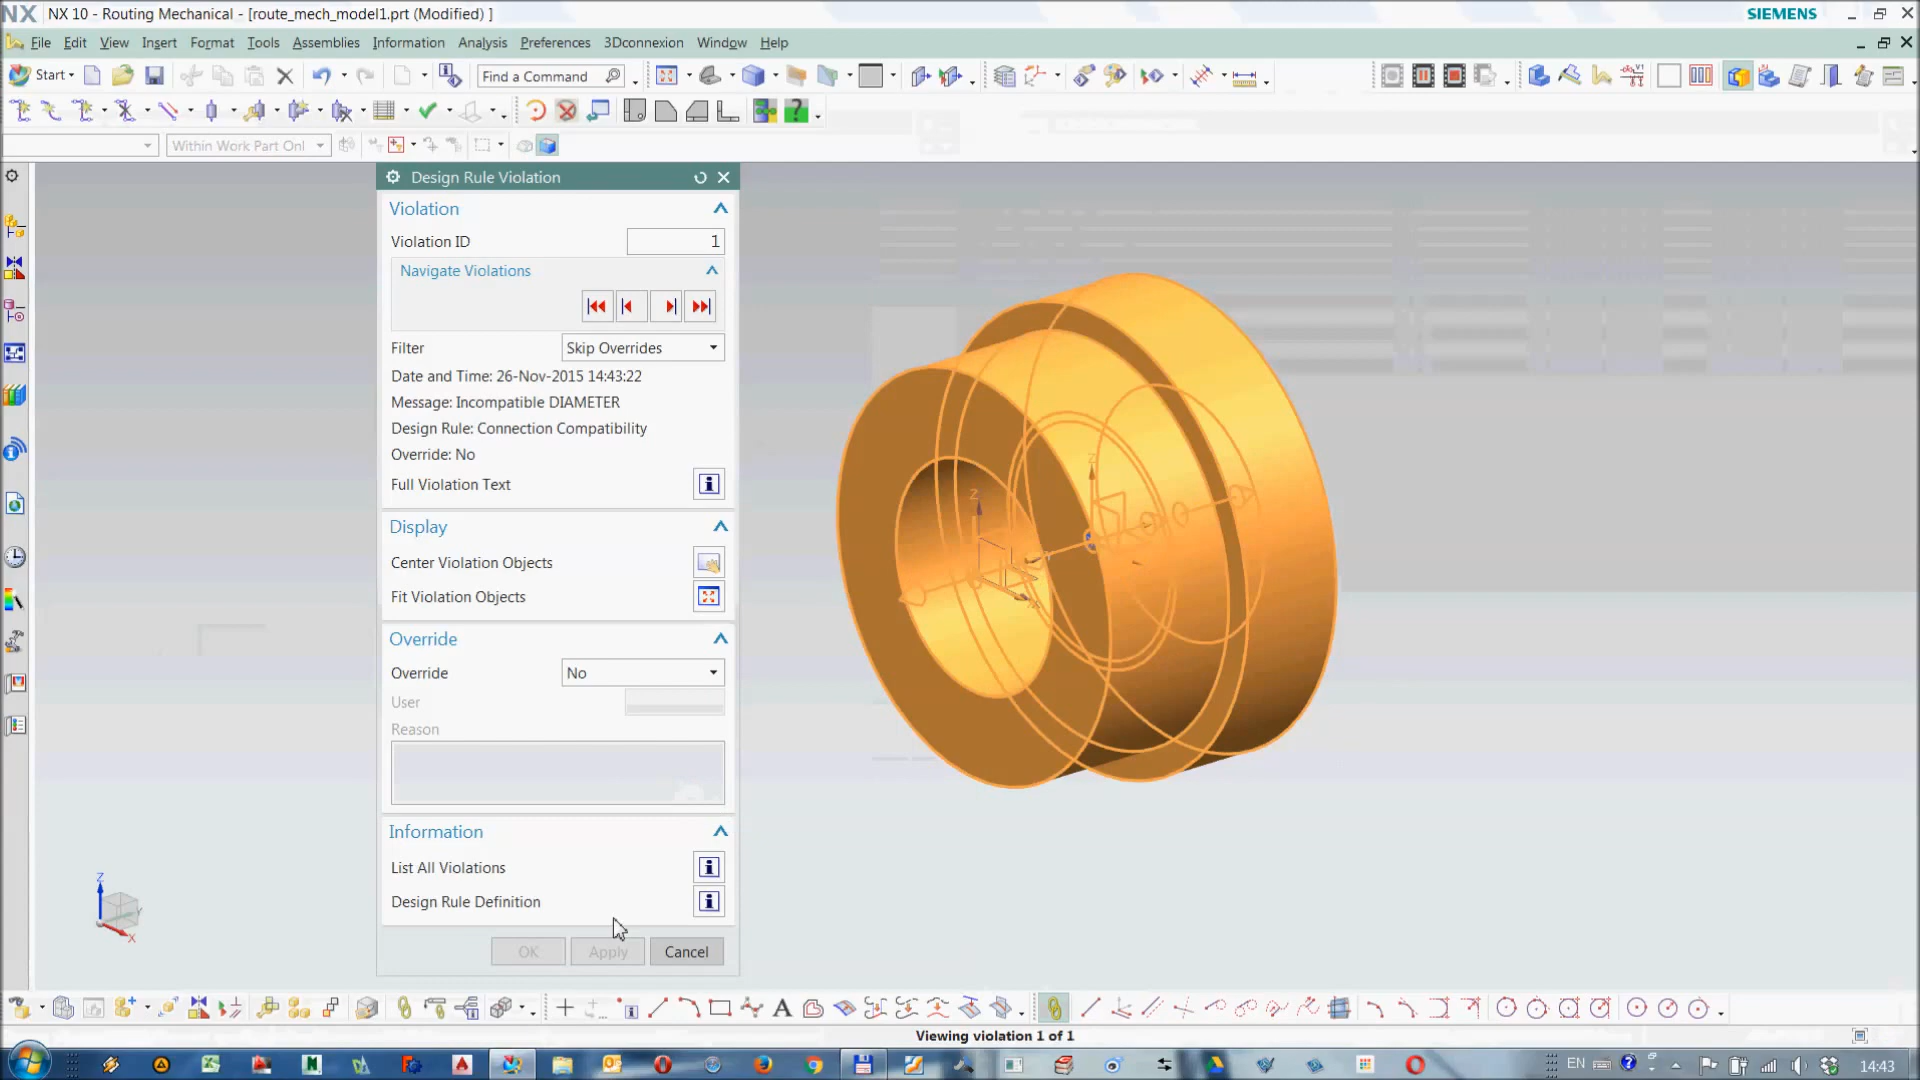 NX 10 - Routing Mechanical - [route_mech_model1.prt (Modified) ]
SIEMENS
File Edit View Insert Format Tools Assemblies Information Analysis Preferences 3Dconnexion Window Help
Start
Find a Command
Within Work Part Onl
Design Rule Violation
Violation
Violation ID
1
Navigate Violations
Filter
Skip Overrides
Date and Time: 26-Nov-2015 14:43:22
Message: Incompatible DIAMETER
Design Rule: Connection Compatibility
Override: No
Full Violation Text
Display
Center Violation Objects
Fit Violation Objects
Override
Override
No
User
Reason
Information
List All Violations
Design Rule Definition
OK
Apply
Cancel
Z
X
Z
Z
Viewing violation 1 of 1
EN
14:43